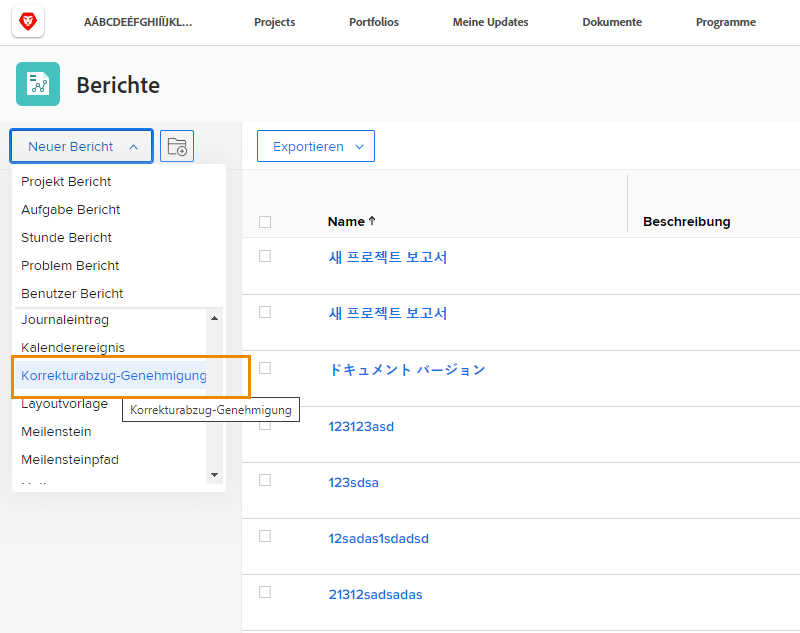 AÁBCDEÉFGHIÍÏJKL...
Projects
Portfolios
Meine Updates
Dokumente
Programme
Berichte
Neuer Bericht
Exportieren
Projekt Bericht
Aufgabe Bericht
Stunde Bericht
Problem Bericht
Benutzer Bericht
Journaleintrag
Kalenderereignis
Korrekturabzug-Genehmigung
Layoutvorlage
Korrekturabzug-Genehmigung
Meilenstein
Meilensteinpfad
Name ↑
Beschreibung
새 프로젝트 보고서
새 프로젝트 보고서
ドキュメント バージョン
123123asd
123sdsa
12sadas1sdadsd
21312sadsadas